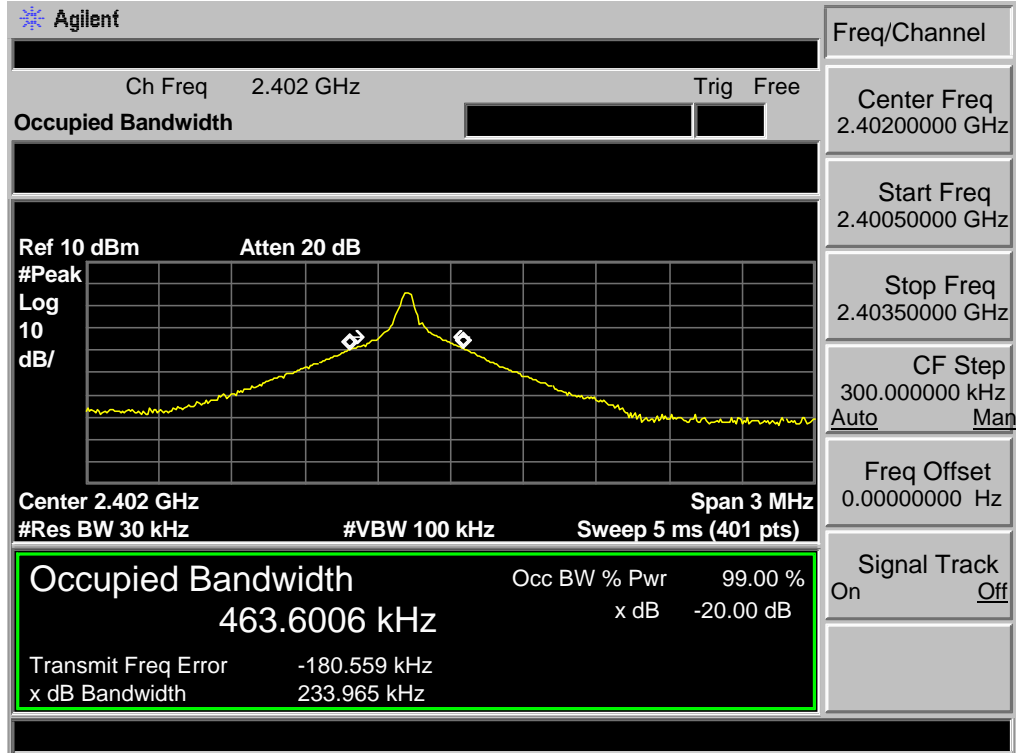 Agilent
Freq/Channel
Ch Freq 2.402 GHz Trig Free
Occupied Bandwidth
Center Freq
2.40200000 GHz
Start Freq
2.40050000 GHz
Ref 10 dBm Atten 20 dB
#Peak
Log
10
dB/
Stop Freq
2.40350000 GHz
CF Step
300.000000 kHz
Auto Man
Freq Offset
0.00000000 Hz
Center 2.402 GHz Span 3 MHz
#Res BW 30 kHz #VBW 100 kHz Sweep 5 ms (401 pts)
Signal Track
On Off
Occupied Bandwidth Occ BW % Pwr 99.00 %
463.6006 kHz x dB -20.00 dB
Transmit Freq Error -180.559 kHz
x dB Bandwidth 233.965 kHz